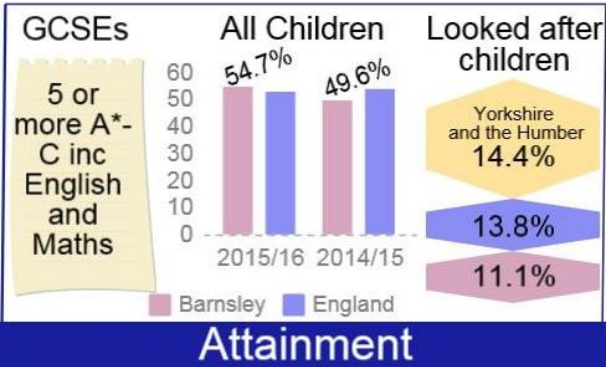 GCSEs
5 or
more A*-
C inc
English
and
Maths
All Children
60
50
40
30
20
10
0
54.7%
49.6%
2015/16 2014/15
Barnsley England
Looked after
children
Yorkshire
and the Humber
14.4%
13.8%
11.1%
Attainment